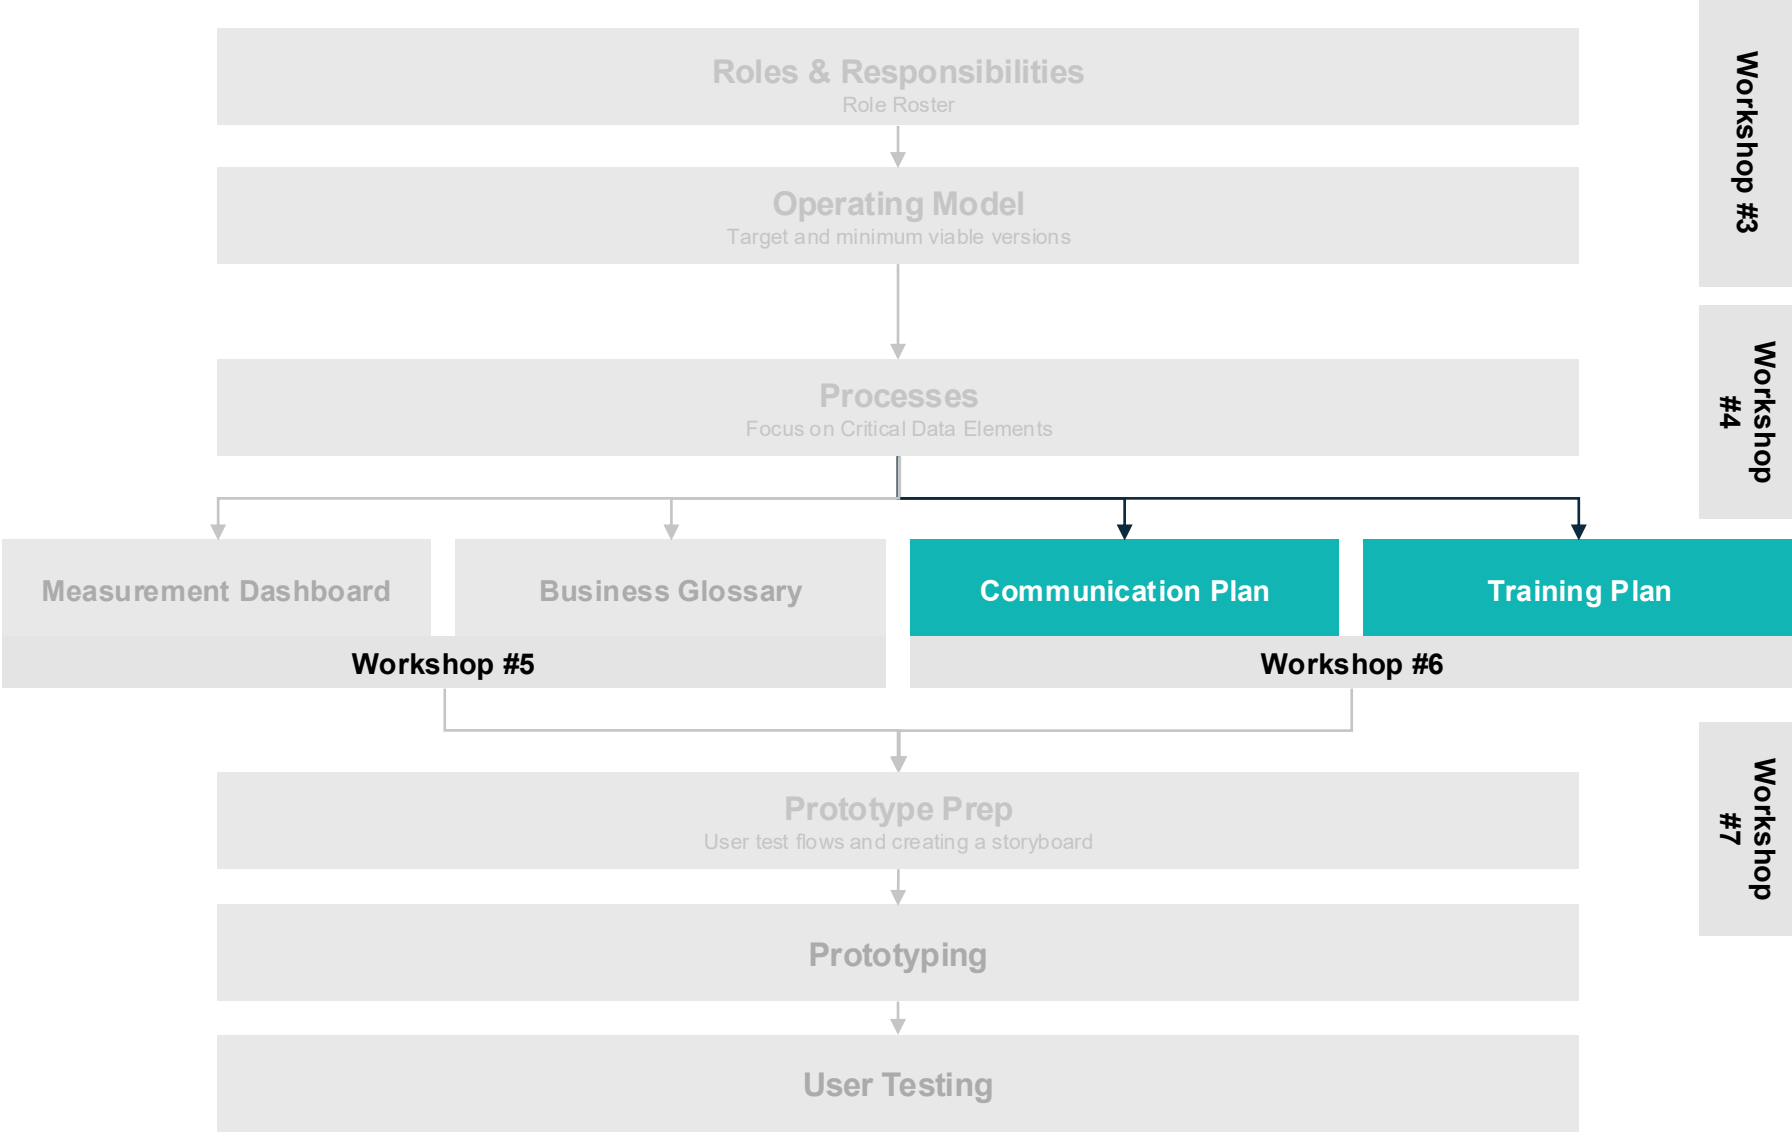 Roles & Responsibilities
Role Roster
Workshop #3
Operating Model
Target and minimum viable versions
Processes
Focus on Critical Data Elements
Workshop
#4
Measurement Dashboard
Business Glossary
Communication Plan
Training Plan
Workshop #5
Workshop #6
Prototype Prep
User test flows and creating a storyboard
Workshop
#7
Prototyping
User Testing